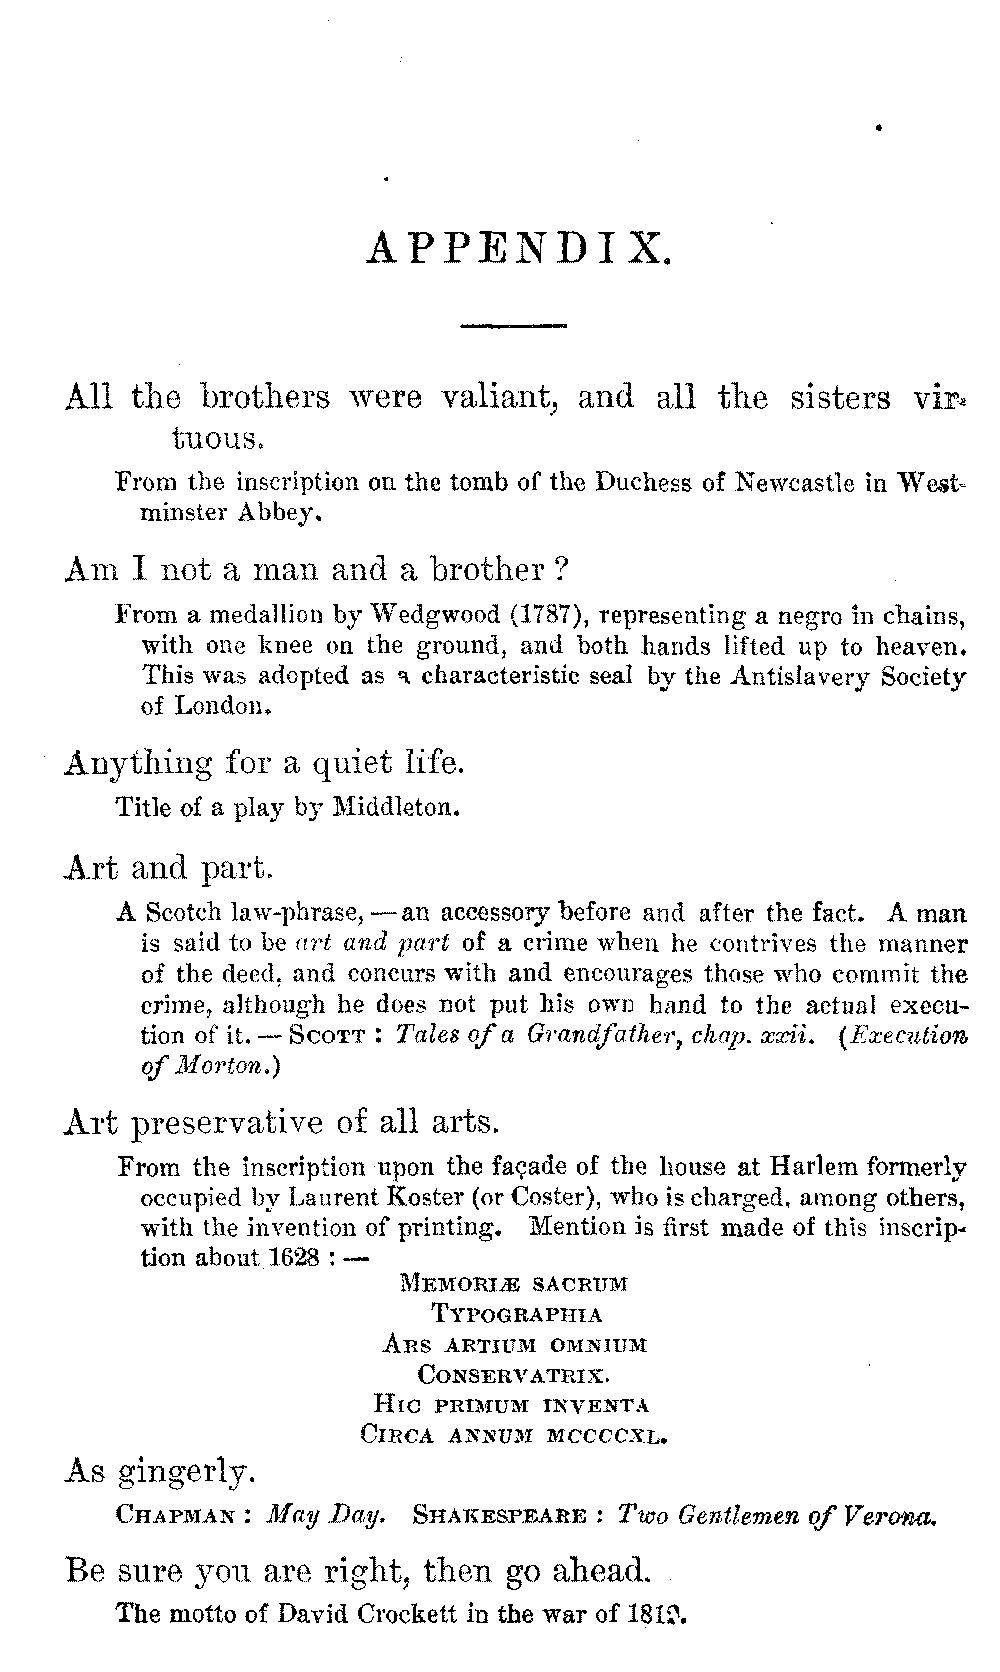 APPENDIX.
All the brothers were valiant, and all the sisters vir-
tuous.
From the inscription on the tomb of the Duchess of Newcastle in West-
minster Abbey.
Am I not a man and a brother?
From a medallion by Wedgwood (1787), representing a negro in chains,
with one knee on the ground, and both hands lifted up to heaven.
This was adopted as a characteristic seal by the Antislavery Society
of London.
Anything for a quiet life.
Title of a play by Middleton.
Art and part.
A Scotch law-phrase, — an accessory before and after the fact. A man
is said to be art and part of a crime when he contrives the manner
of the deed, and concurs with and encourages those who commit the
crime, although he does not put his own hand to the actual execu-
tion of it. — SCOTT : Tales of a Grandfather, chap. xxii. (Execution
of Morton.)
Art preservative of all arts.
From the inscription upon the façade of the house at Harlem formerly
occupied by Laurent Koster (or Coster), who is charged, among others,
with the invention of printing. Mention is first made of this inscrip-
tion about 1628 : —
MEMORIÆ SACRUM
TYPOGRAPHIA
ARS ARTIUM OMNIUM
CONSERVATRIX.
HIC PRIMUM INVENTA
CIRCA ANNUM MCCCCXL.
As gingerly.
CHAPMAN : May Day. SHAKESPEARE : Two Gentlemen of Verona.
Be sure you are right, then go ahead.
The motto of David Crockett in the war of 1812.